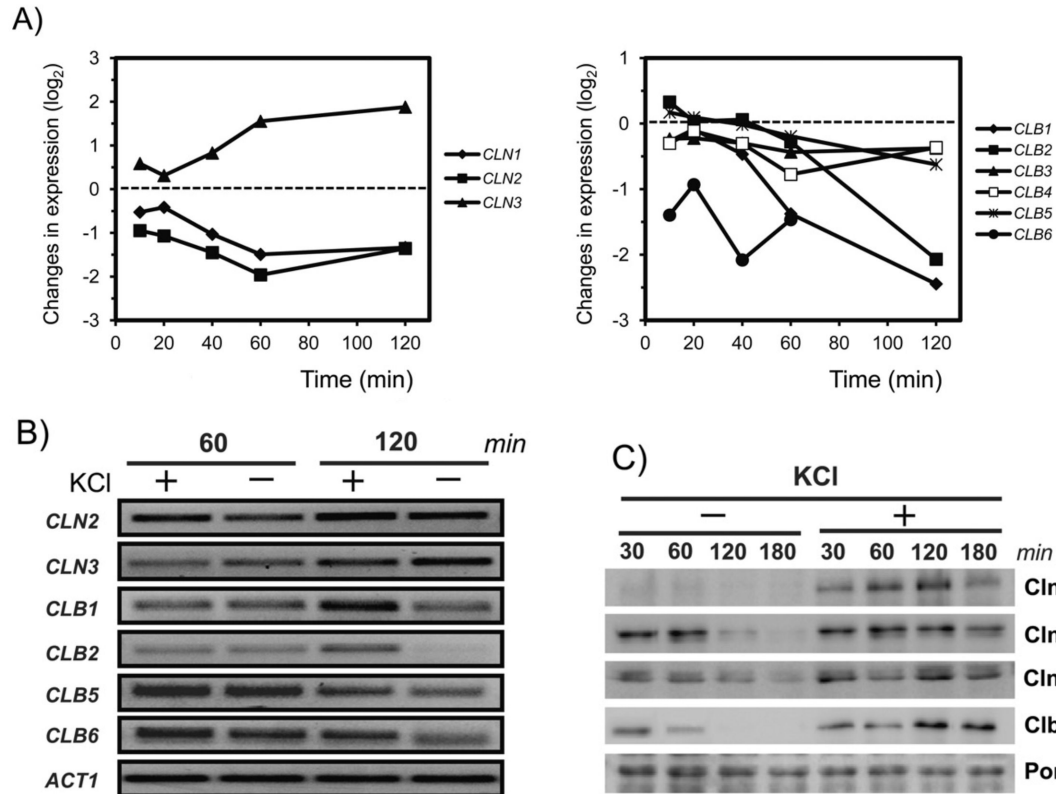 A)
Changes in expression (log2)
3
2
1
0
-1
-2
-3
0 20 40 60 80 100 120
Time (min)
CLN1
CLN2
CLN3
Changes in expression (log2)
1
0
-1
-2
-3
0 20 40 60 80 100 120
Time (min)
CLB1
CLB2
CLB3
CLB4
CLB5
CLB6
B)
60 120 min
KCl + − + −
CLN2
CLN3
CLB1
CLB2
CLB5
CLB6
ACT1
C)
KCl
− +
30 60 120 180 30 60 120 180 min
Cln
Cln
Cln
Clb
Por